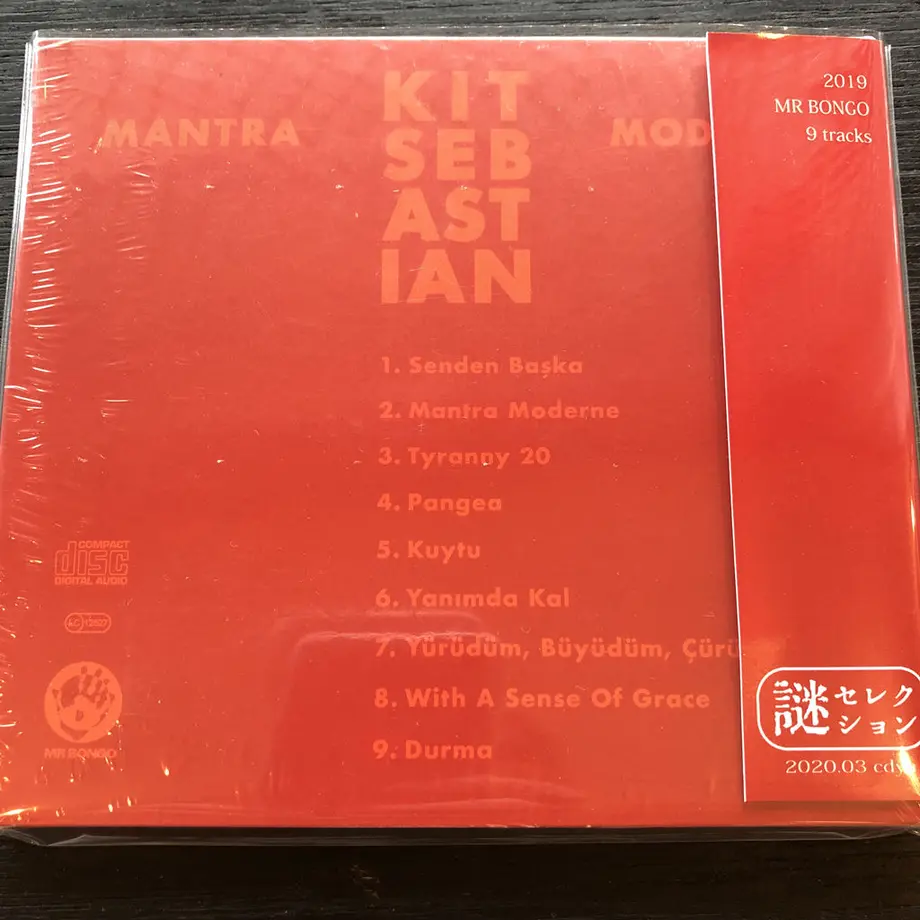 KIT
SEB
AST
IAN
MANTRA MOD
1. Senden Başka
2. Mantra Moderne
3. Tyranny 20
4. Pangea
5. Kuytu
6. Yanımda Kal
7. Yürüdüm, Büyüdüm, Çürü
8. With A Sense Of Grace
9. Durma
COMPACT
disc
DIGITAL AUDIO
MR BONGO
2019
MR BONGO
9 tracks
謎セレク
ション
2020.03